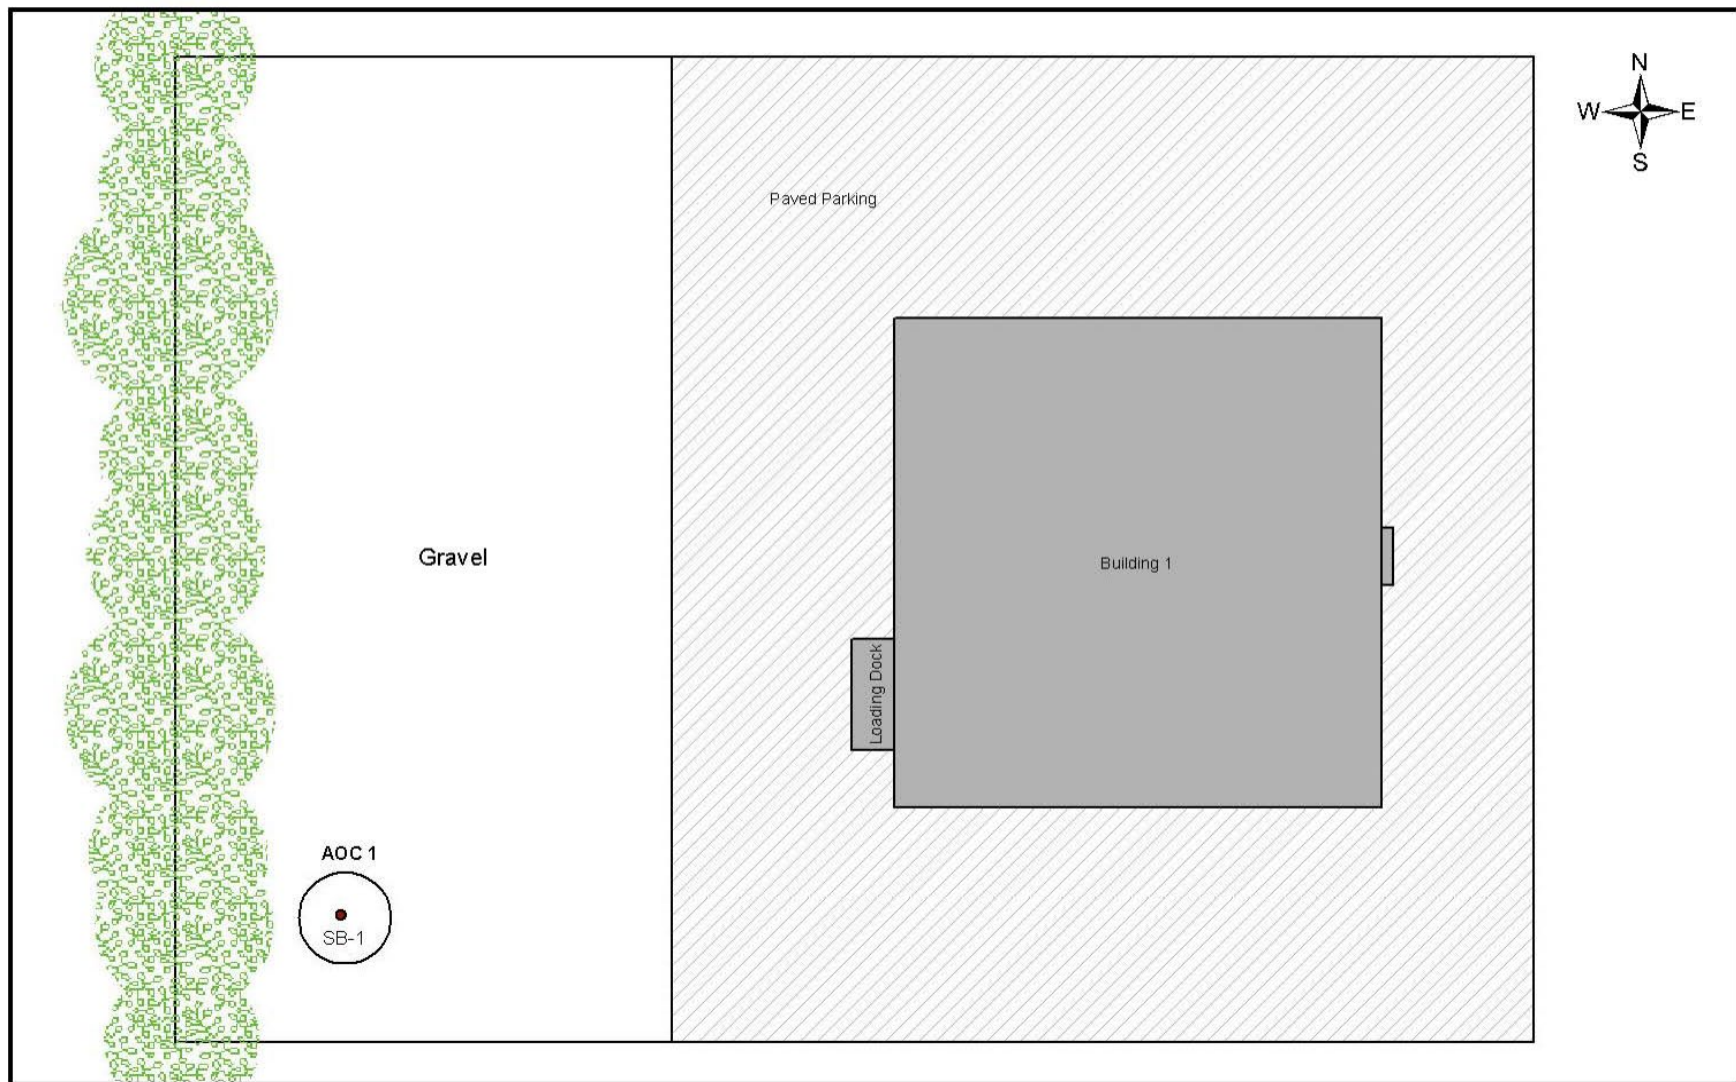 N
W E
S
Paved Parking
Gravel
Building 1
Loading Dock
AOC 1
SB-1